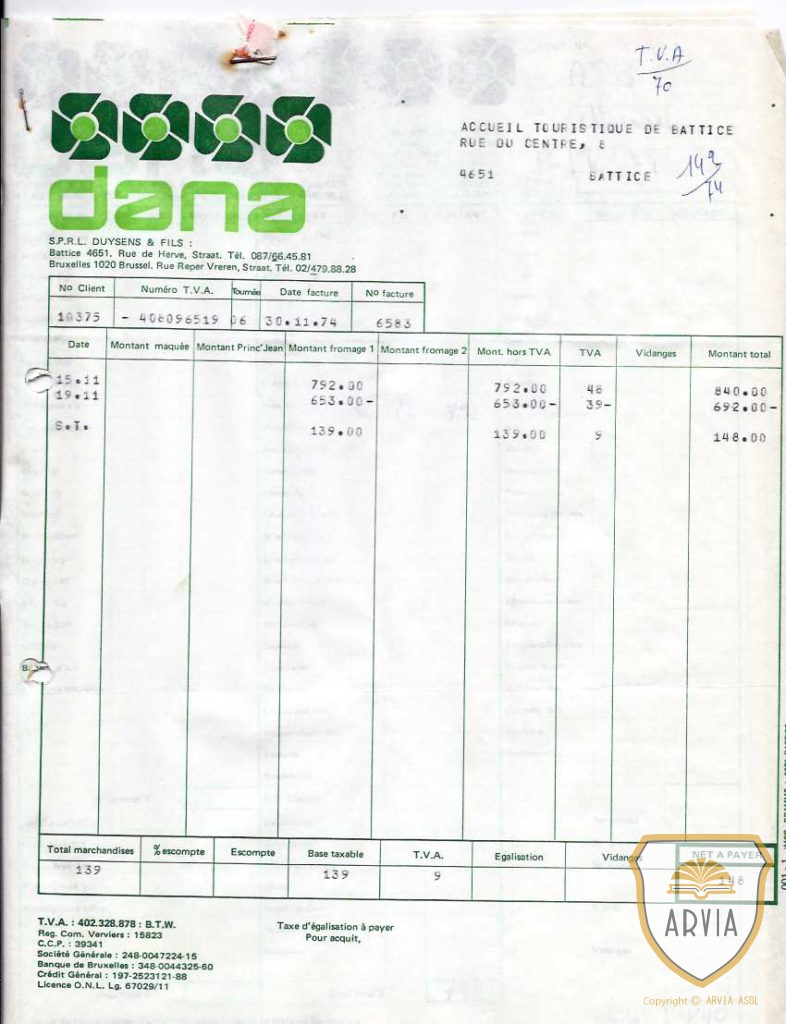 T.V.A
70
ACCUEIL TOURISTIQUE DE BATTICE
RUE DU CENTRE, 8
4651 BATTICE
149
74
dana
S.P.R.L. DUYSENS & FILS :
Battice 4651. Rue de Herve, Straat. Tél. 087/66.45.81
Bruxelles 1020 Brussel. Rue Reper Vreren, Straat. Tél. 02/479.88.28
No Client Numéro T.V.A. Tournée Date facture No facture
10375 - 408096519 06 30.11.74 6583
Date Montant maquée Montant Princ'Jean Montant fromage 1 Montant fromage 2 Mont. hors TVA TVA Vidanges Montant total
15.11 792.00 792.00 48 840.00
19.11 653.00- 653.00- 39- 692.00-
S.T. 139.00 139.00 9 148.00
Total marchandises % escompte Escompte Base taxable T.V.A. Egalisation Vidanges NET A PAYER
139 139 9 148
T.V.A. : 402.328.878 : B.T.W.
Reg. Com. Verviers : 15823
C.C.P. : 39341
Société Générale : 248-0047224-15
Banque de Bruxelles : 348-0044325-60
Crédit Général : 197-2523121-88
Licence O.N.L. Lg. 67029/11
Taxe d'égalisation à payer
Pour acquit,
ARVIA
Copyright © ARVIA ASBL